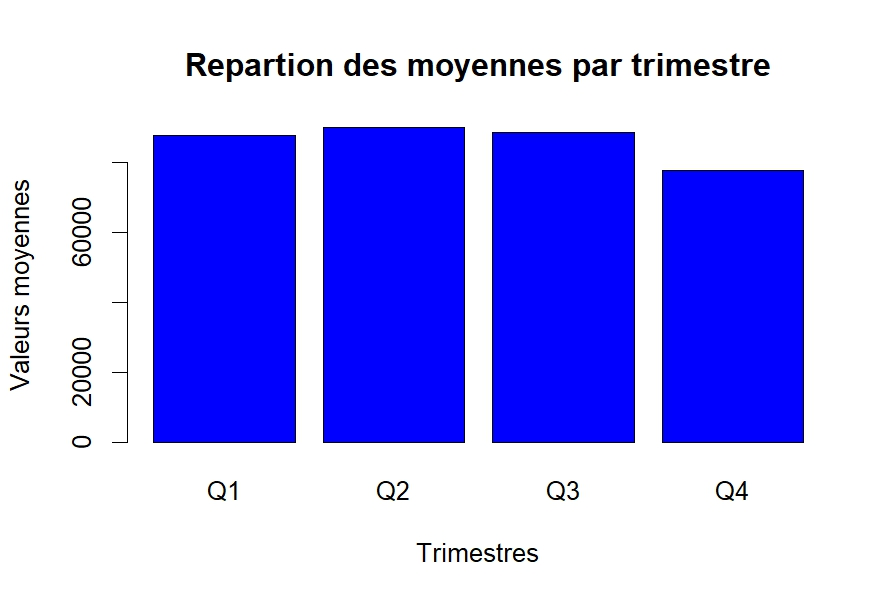 Repartion des moyennes par trimestre
Valeurs moyennes
60000
20000
0
Q1 Q2 Q3 Q4
Trimestres